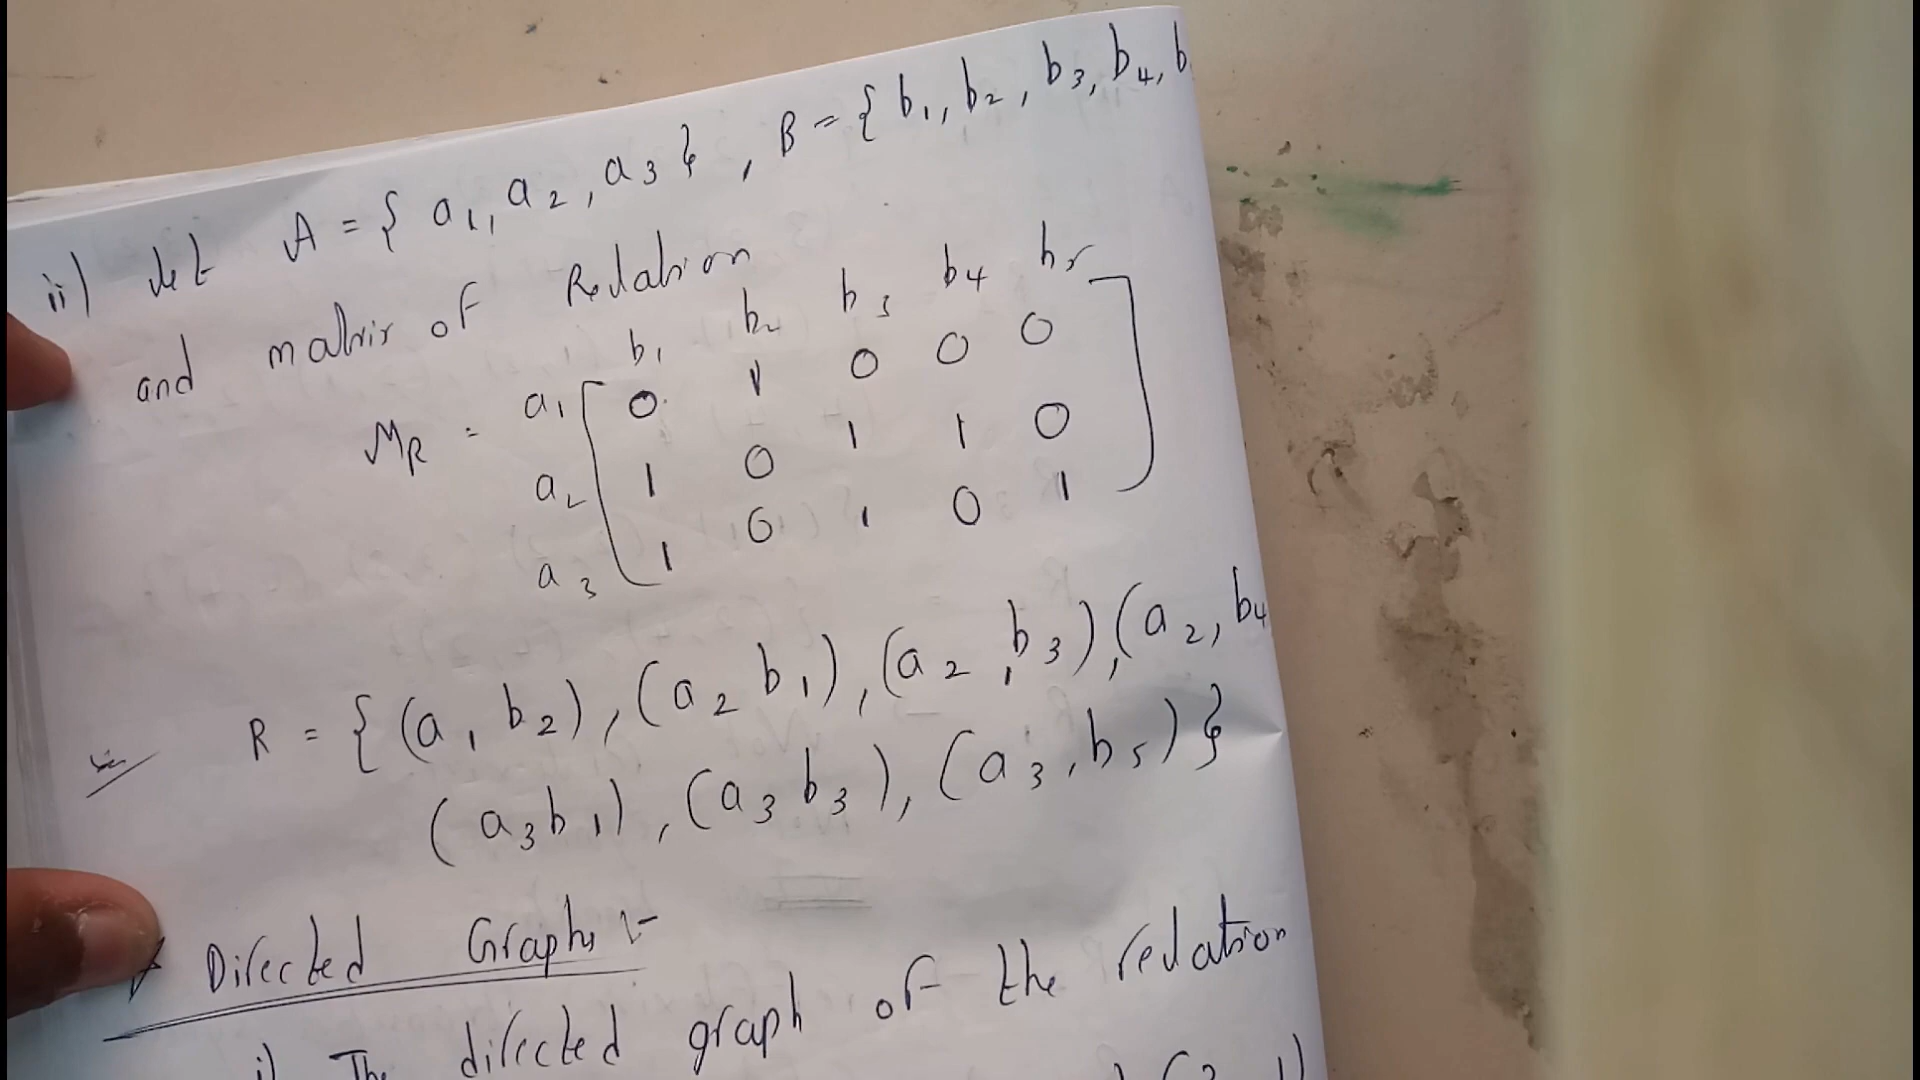 ii) Let A = { a1, a2, a3 } , B = { b1, b2, b3, b4, b
and matrix of Relation
b1 b2 b3 b4 b5
MR = a1 0 1 0 0 0
a2 1 0 1 1 0
a3 1 0 1 0 1
R = { (a1 b2), (a2 b1), (a2, b3), (a2, b4
(a3 b1), (a3 b3), (a3, b5) }
Directed Graphs :-
i) The directed graph of the relation